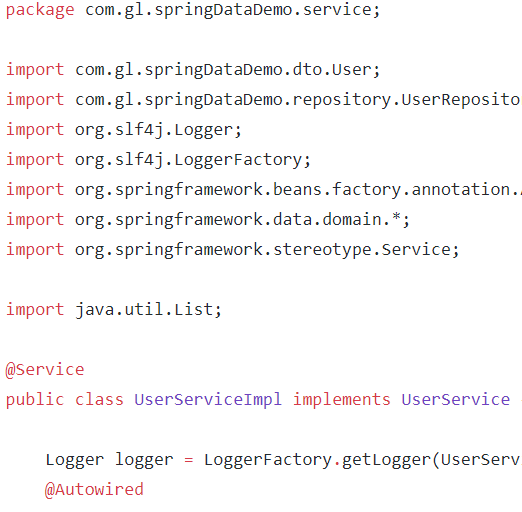 package com.gl.springDataDemo.service;
import com.gl.springDataDemo.dto.User;
import com.gl.springDataDemo.repository.UserReposito
import org.slf4j.Logger;
import org.slf4j.LoggerFactory;
import org.springframework.beans.factory.annotation.
import org.springframework.data.domain.*;
import org.springframework.stereotype.Service;
import java.util.List;
@Service
public class UserServiceImpl implements UserService
Logger logger = LoggerFactory.getLogger(UserServ
@Autowired